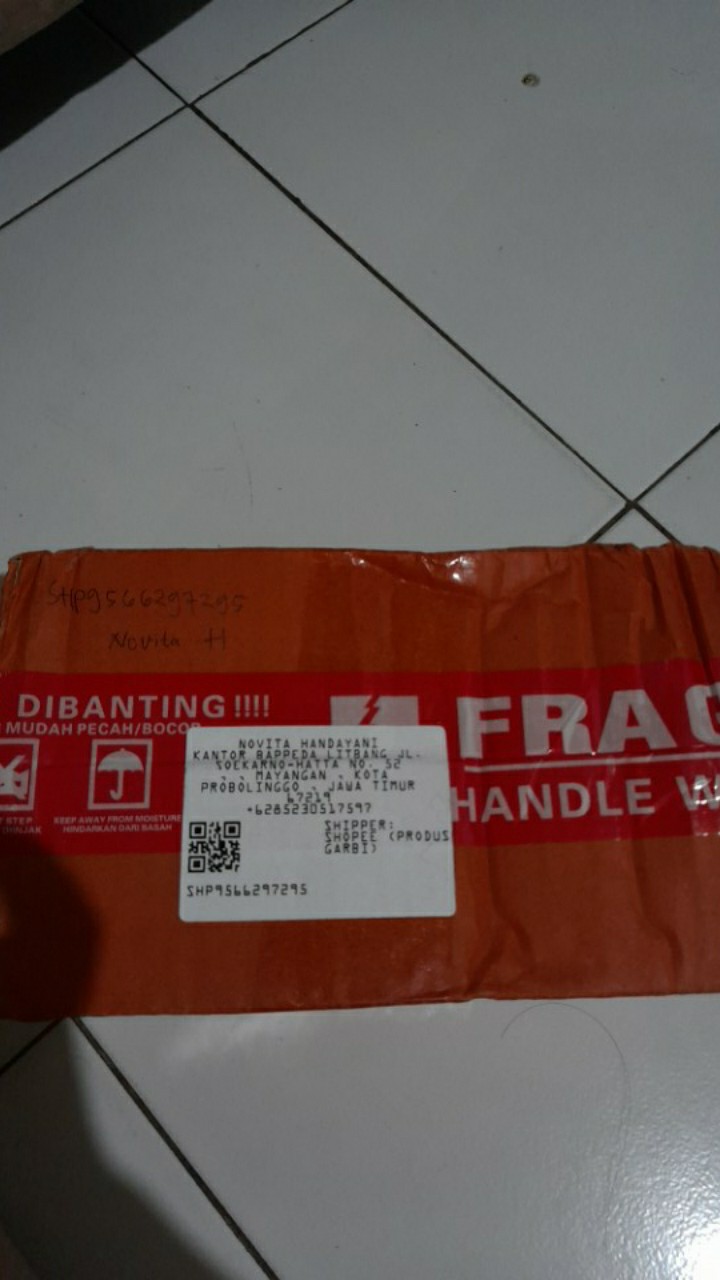 SHP9566297295
Novita H
DIBANTING !!!!
MUDAH PECAH/BOCOR
FRAG
HANDLE W
STEP
KEEP AWAY FROM MOISTURE
HINDARKAN DARI BASAH
NOVITA HANDAYANI
KANTOR BAPPEDA LITBANG JL.
SOEKARNO-HATTA NO. 52
, , MAYANGAN , KOTA
PROBOLINGGO , JAWA TIMUR
67219
+6285230517597
SHIPPER:
SHOPEE (PRODUS
GARBI)
SHP9566297295